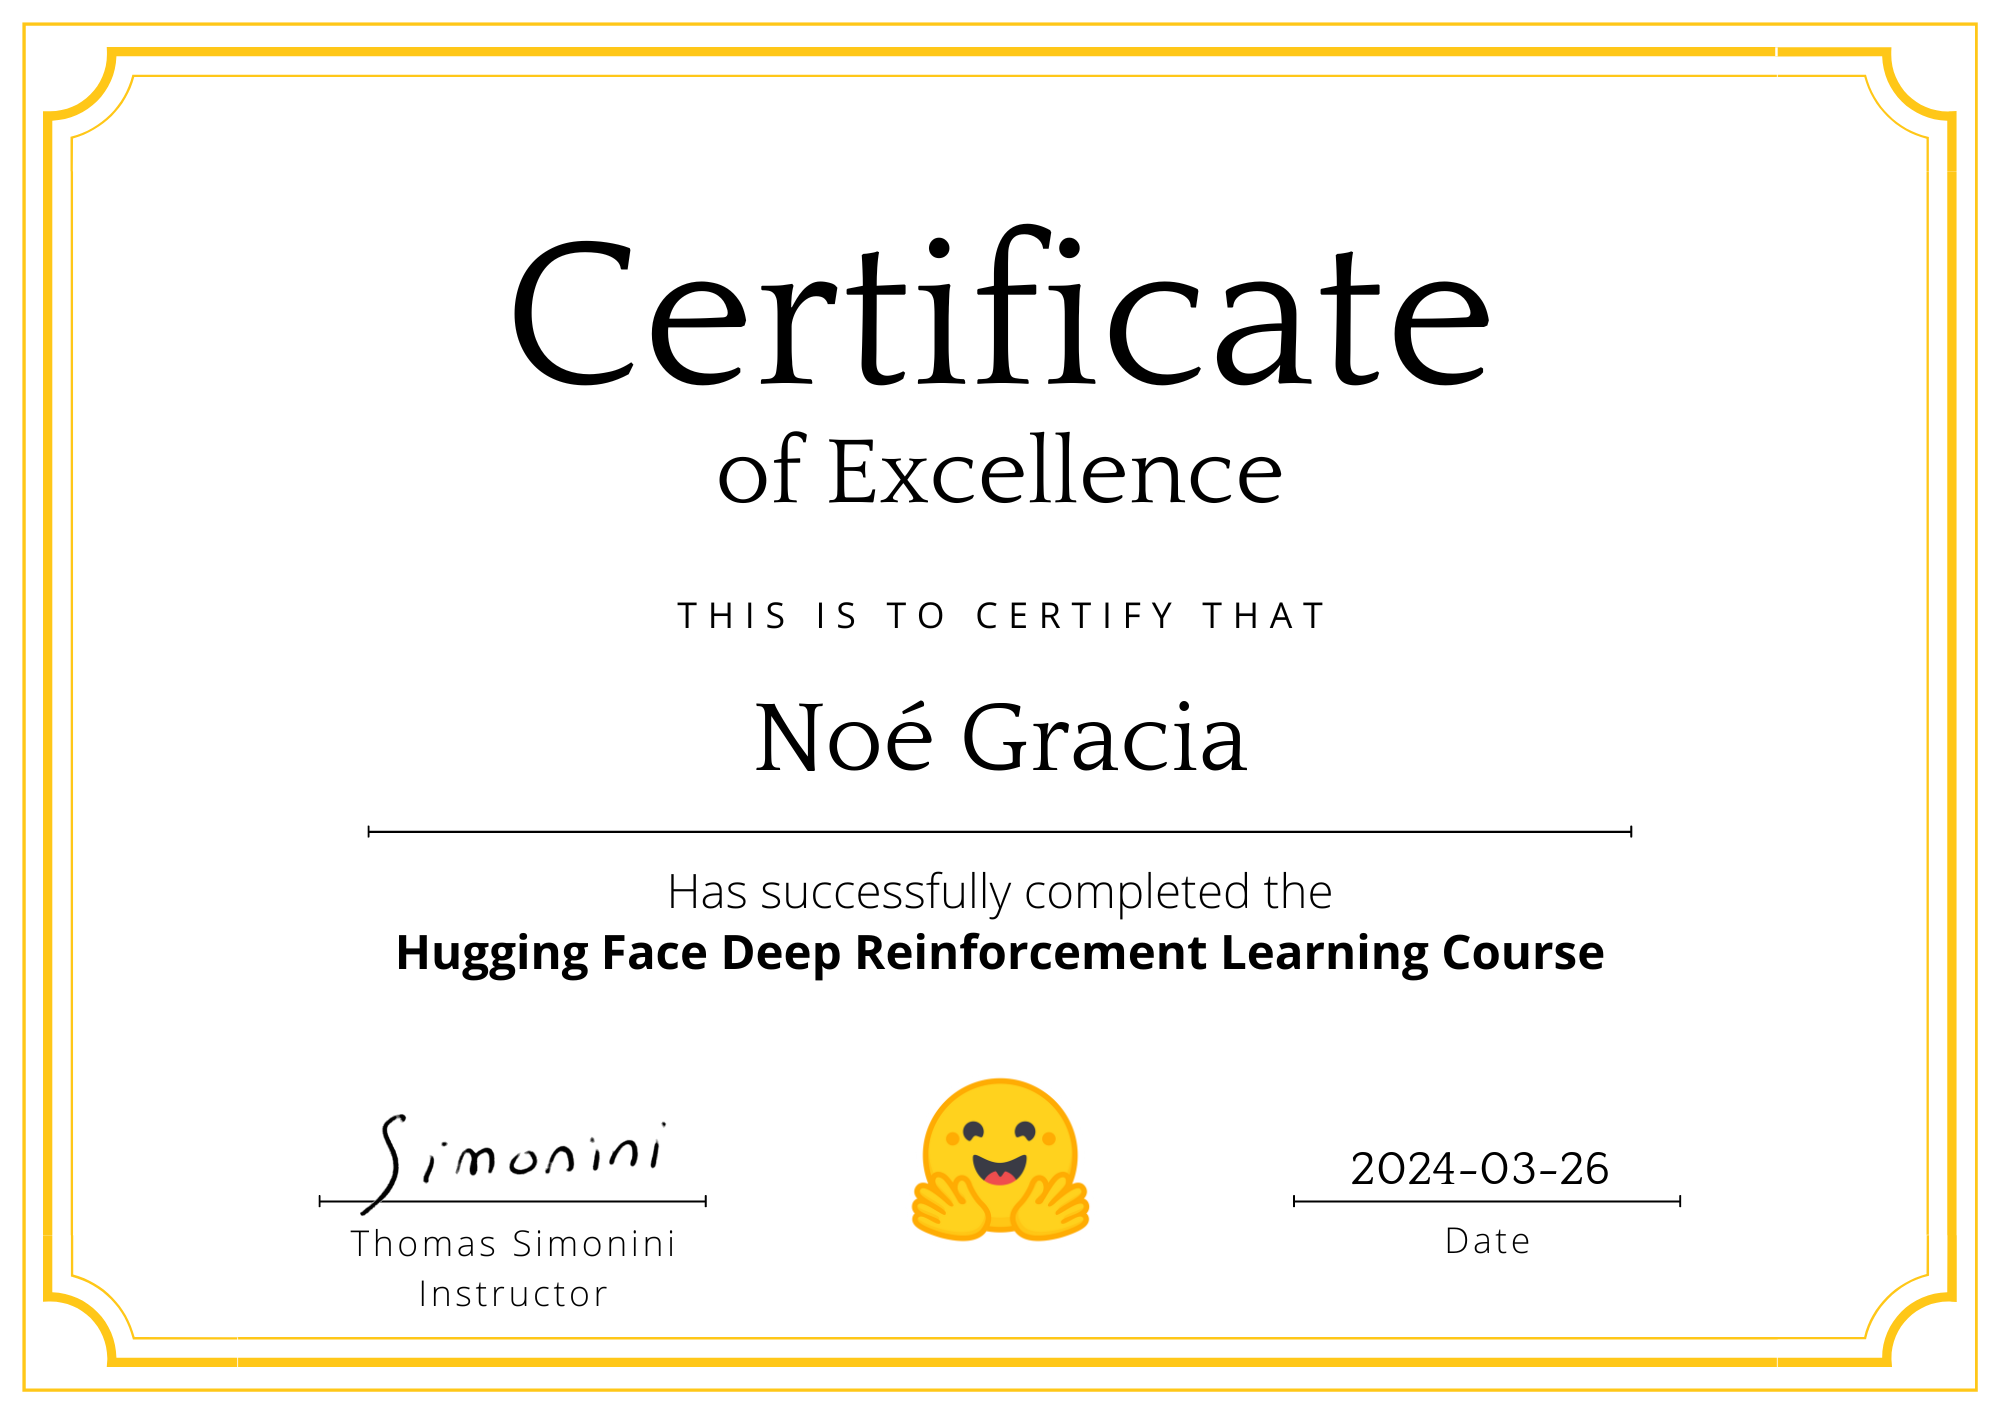 Certificate
of Excellence
THIS IS TO CERTIFY THAT
Noé Gracia
Has successfully completed the
Hugging Face Deep Reinforcement Learning Course
Simonini
Thomas Simonini
Instructor
2024-03-26
Date